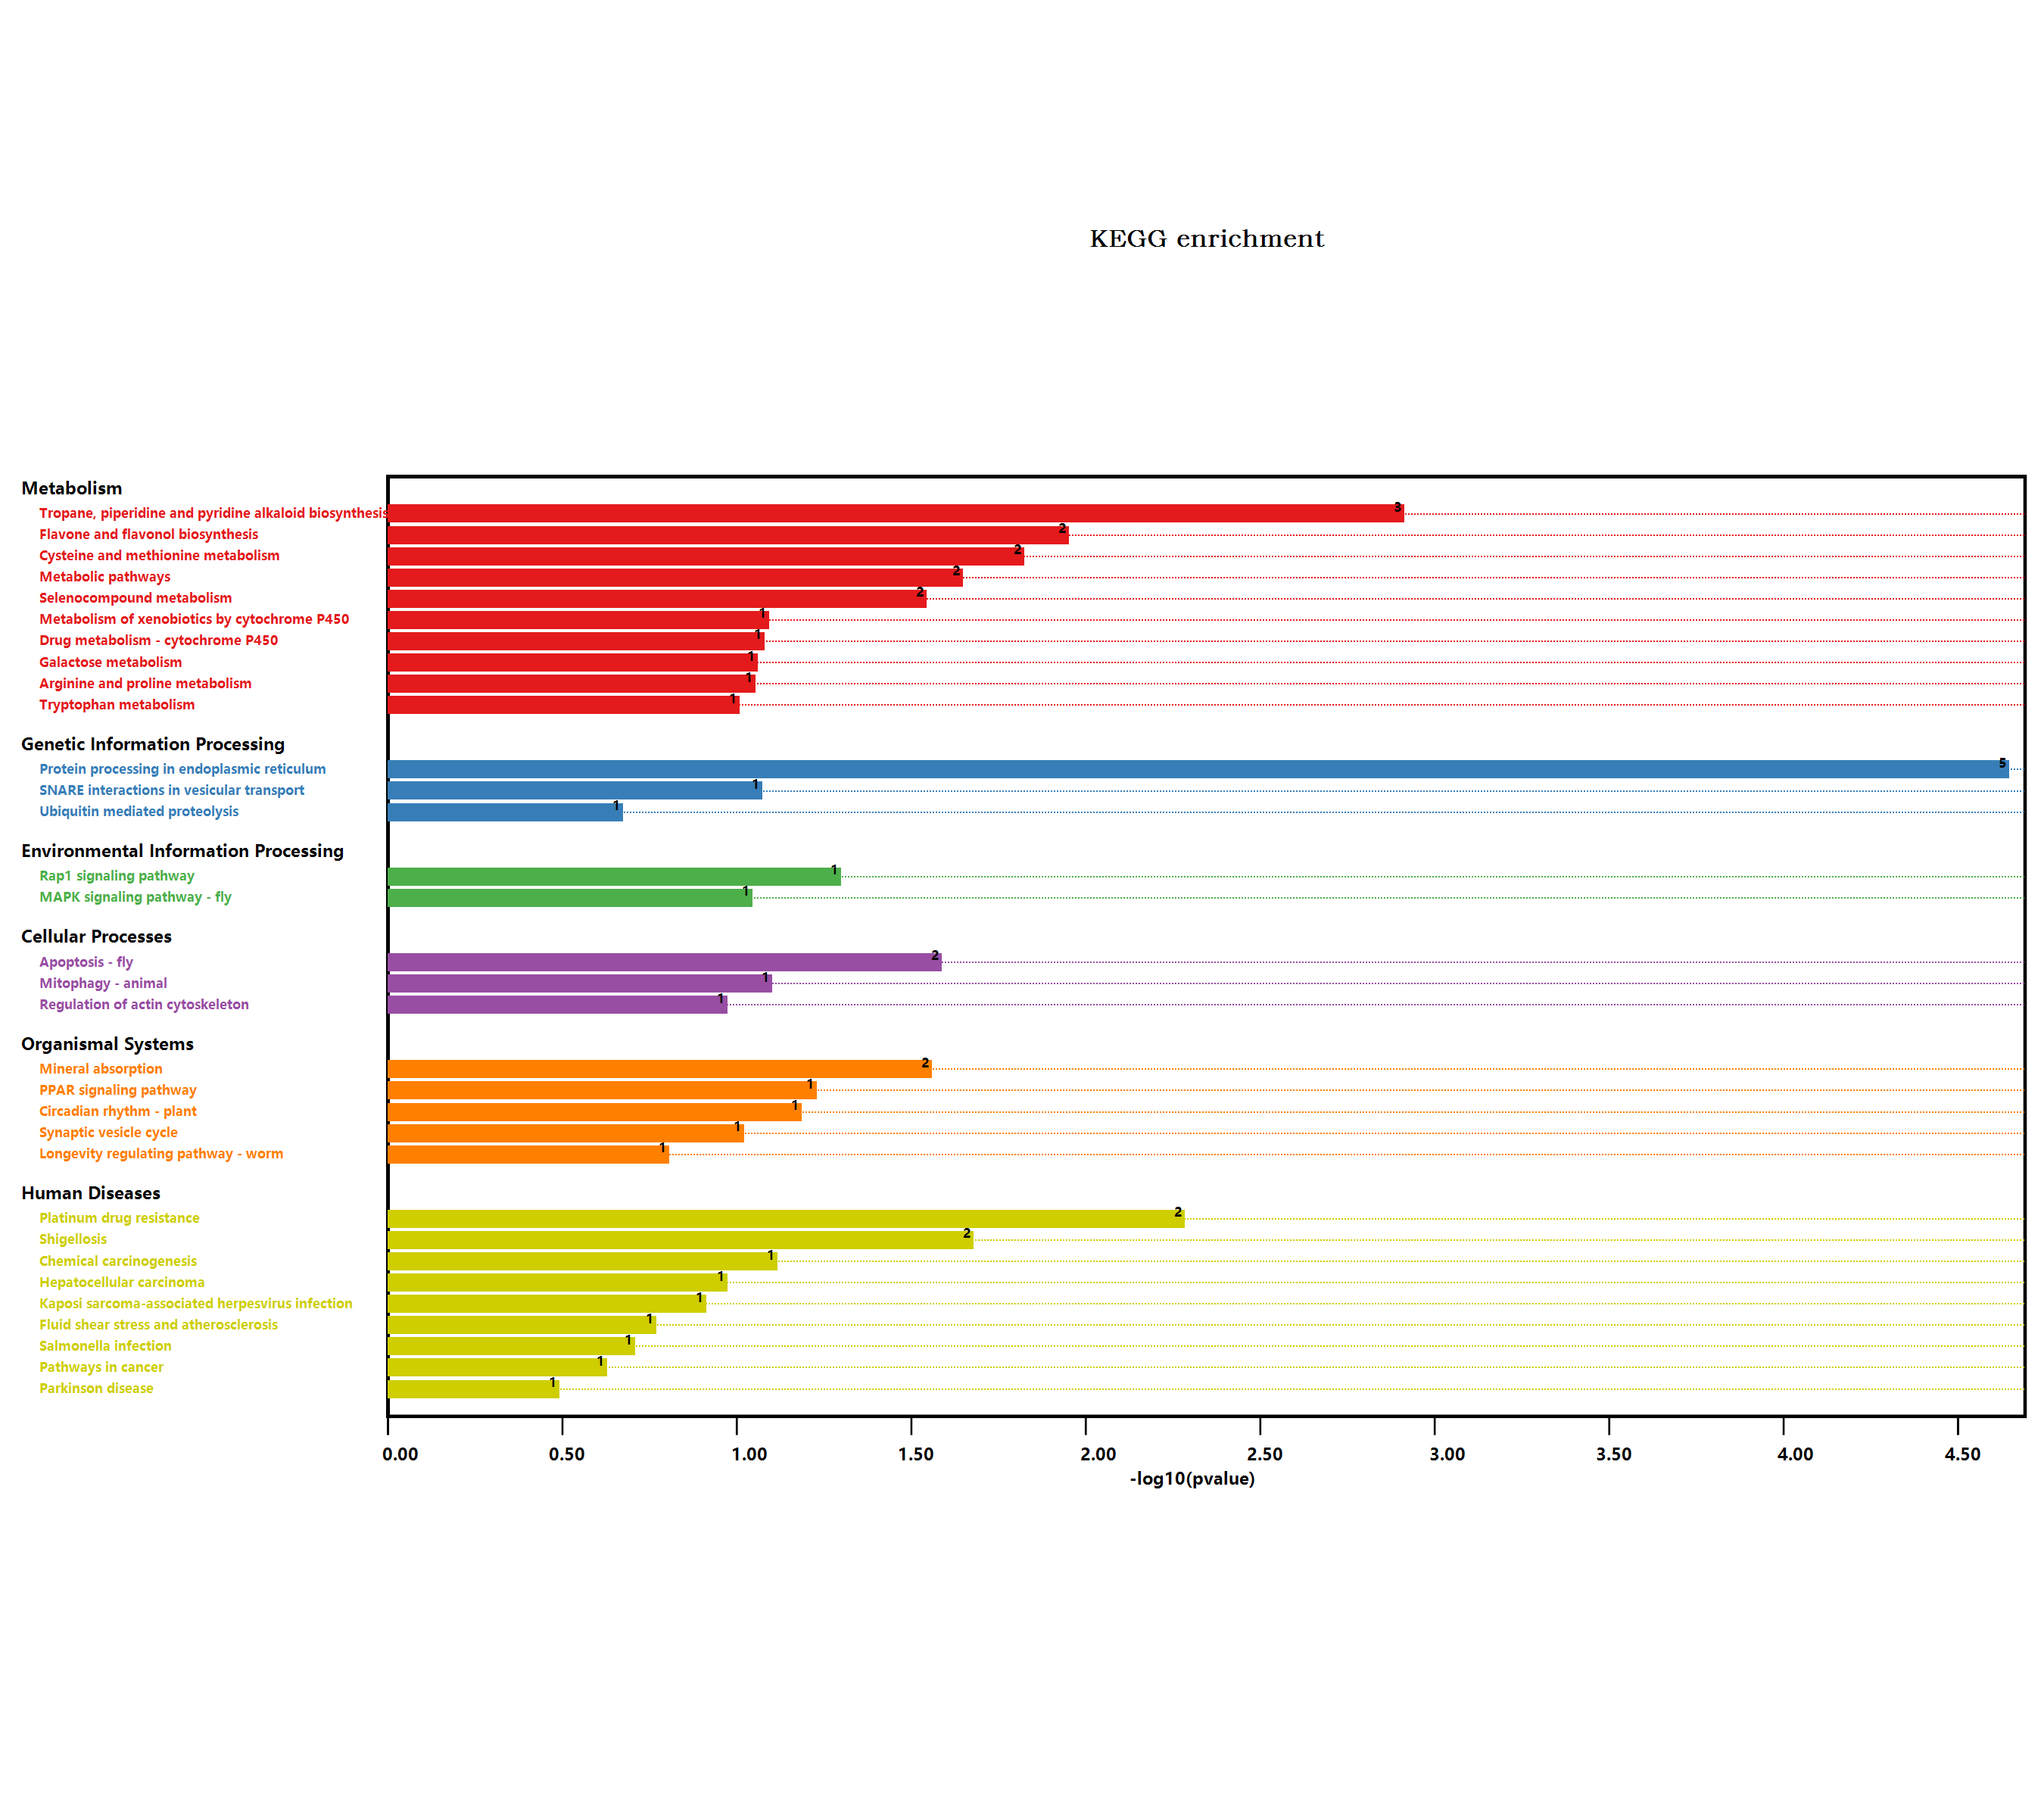 KEGG enrichment
Metabolism
Tropane, piperidine and pyridine alkaloid biosynthesis 3
Flavone and flavonol biosynthesis 2
Cysteine and methionine metabolism 2
Metabolic pathways 2
Selenocompound metabolism 2
Metabolism of xenobiotics by cytochrome P450 1
Drug metabolism - cytochrome P450 1
Galactose metabolism 1
Arginine and proline metabolism 1
Tryptophan metabolism 1
Genetic Information Processing
Protein processing in endoplasmic reticulum 5
SNARE interactions in vesicular transport 1
Ubiquitin mediated proteolysis 1
Environmental Information Processing
Rap1 signaling pathway 1
MAPK signaling pathway - fly 1
Cellular Processes
Apoptosis - fly 2
Mitophagy - animal 1
Regulation of actin cytoskeleton 1
Organismal Systems
Mineral absorption 2
PPAR signaling pathway 1
Circadian rhythm - plant 1
Synaptic vesicle cycle 1
Longevity regulating pathway - worm 1
Human Diseases
Platinum drug resistance 2
Shigellosis 2
Chemical carcinogenesis 1
Hepatocellular carcinoma 1
Kaposi sarcoma-associated herpesvirus infection 1
Fluid shear stress and atherosclerosis 1
Salmonella infection 1
Pathways in cancer 1
Parkinson disease 1
0.00 0.50 1.00 1.50 2.00 2.50 3.00 3.50 4.00 4.50
-log10(pvalue)